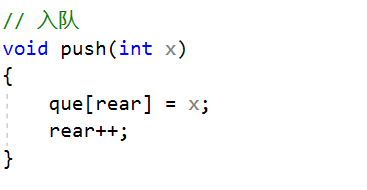 // 入队
void push(int x)
{
    que[rear] = x;
    rear++;
}